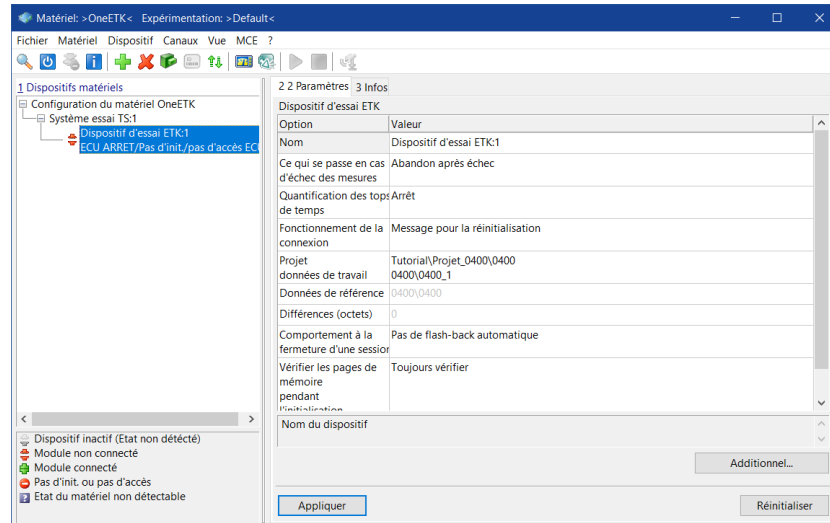 Matériel: >OneETK<   Expérimentation: >Default<
Fichier Matériel Dispositif Canaux Vue MCE ?
1 Dispositifs matériels
Configuration du matériel OneETK
Système essai TS:1
Dispositif d'essai ETK:1
ECU ARRET/Pas d'init./pas d'accès ECU
Dispositif inactif (Etat non détécté)
Module non connecté
Module connecté
Pas d'init. ou pas d'accès
Etat du matériel non détectable
2 2 Paramètres 3 Infos
Dispositif d'essai ETK
Option Valeur
Nom Dispositif d'essai ETK:1
Ce qui se passe en cas Abandon après échec
d'échec des mesures
Quantification des tops Arrêt
de temps
Fonctionnement de la Message pour la réinitialisation
connexion
Projet Tutorial\Projet_0400\0400
données de travail 0400\0400_1
Données de référence 0400\0400
Différences (octets) 0
Comportement à la Pas de flash-back automatique
fermeture d'une session
Vérifier les pages de Toujours vérifier
mémoire
pendant
l'initialisation
Nom du dispositif
Additionnel...
Appliquer
Réinitialiser